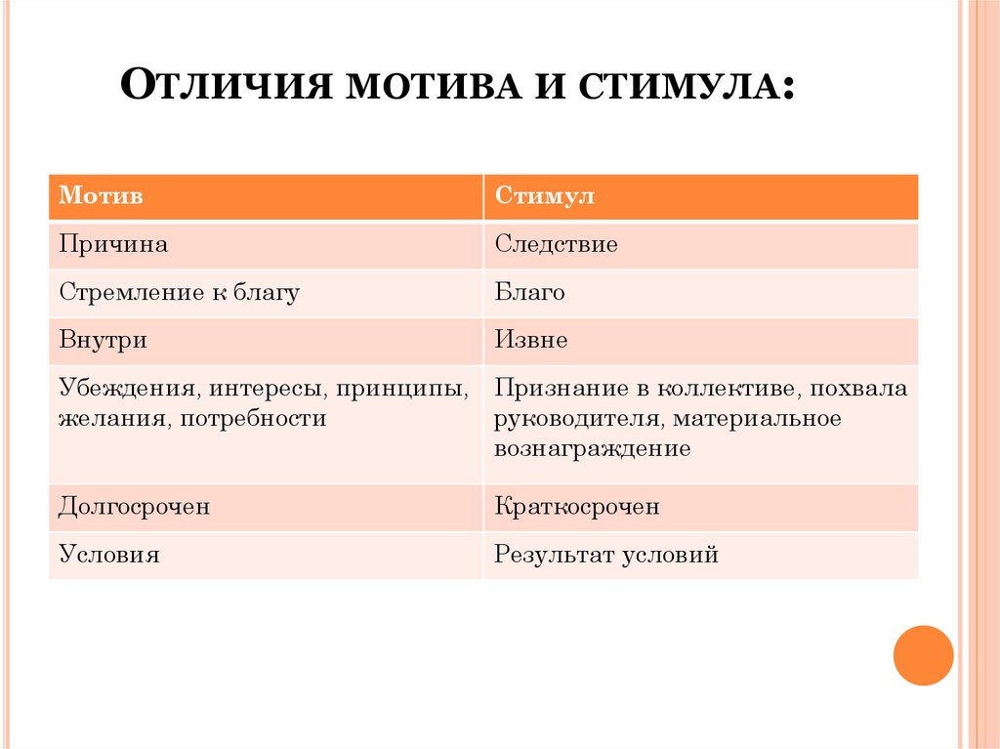 Отличия мотива и стимула:
Мотив Стимул
Причина Следствие
Стремление к благу Благо
Внутри Извне
Убеждения, интересы, принципы,
желания, потребности
Признание в коллективе, похвала
руководителя, материальное
вознаграждение
Долгосрочен Краткосрочен
Условия Результат условий